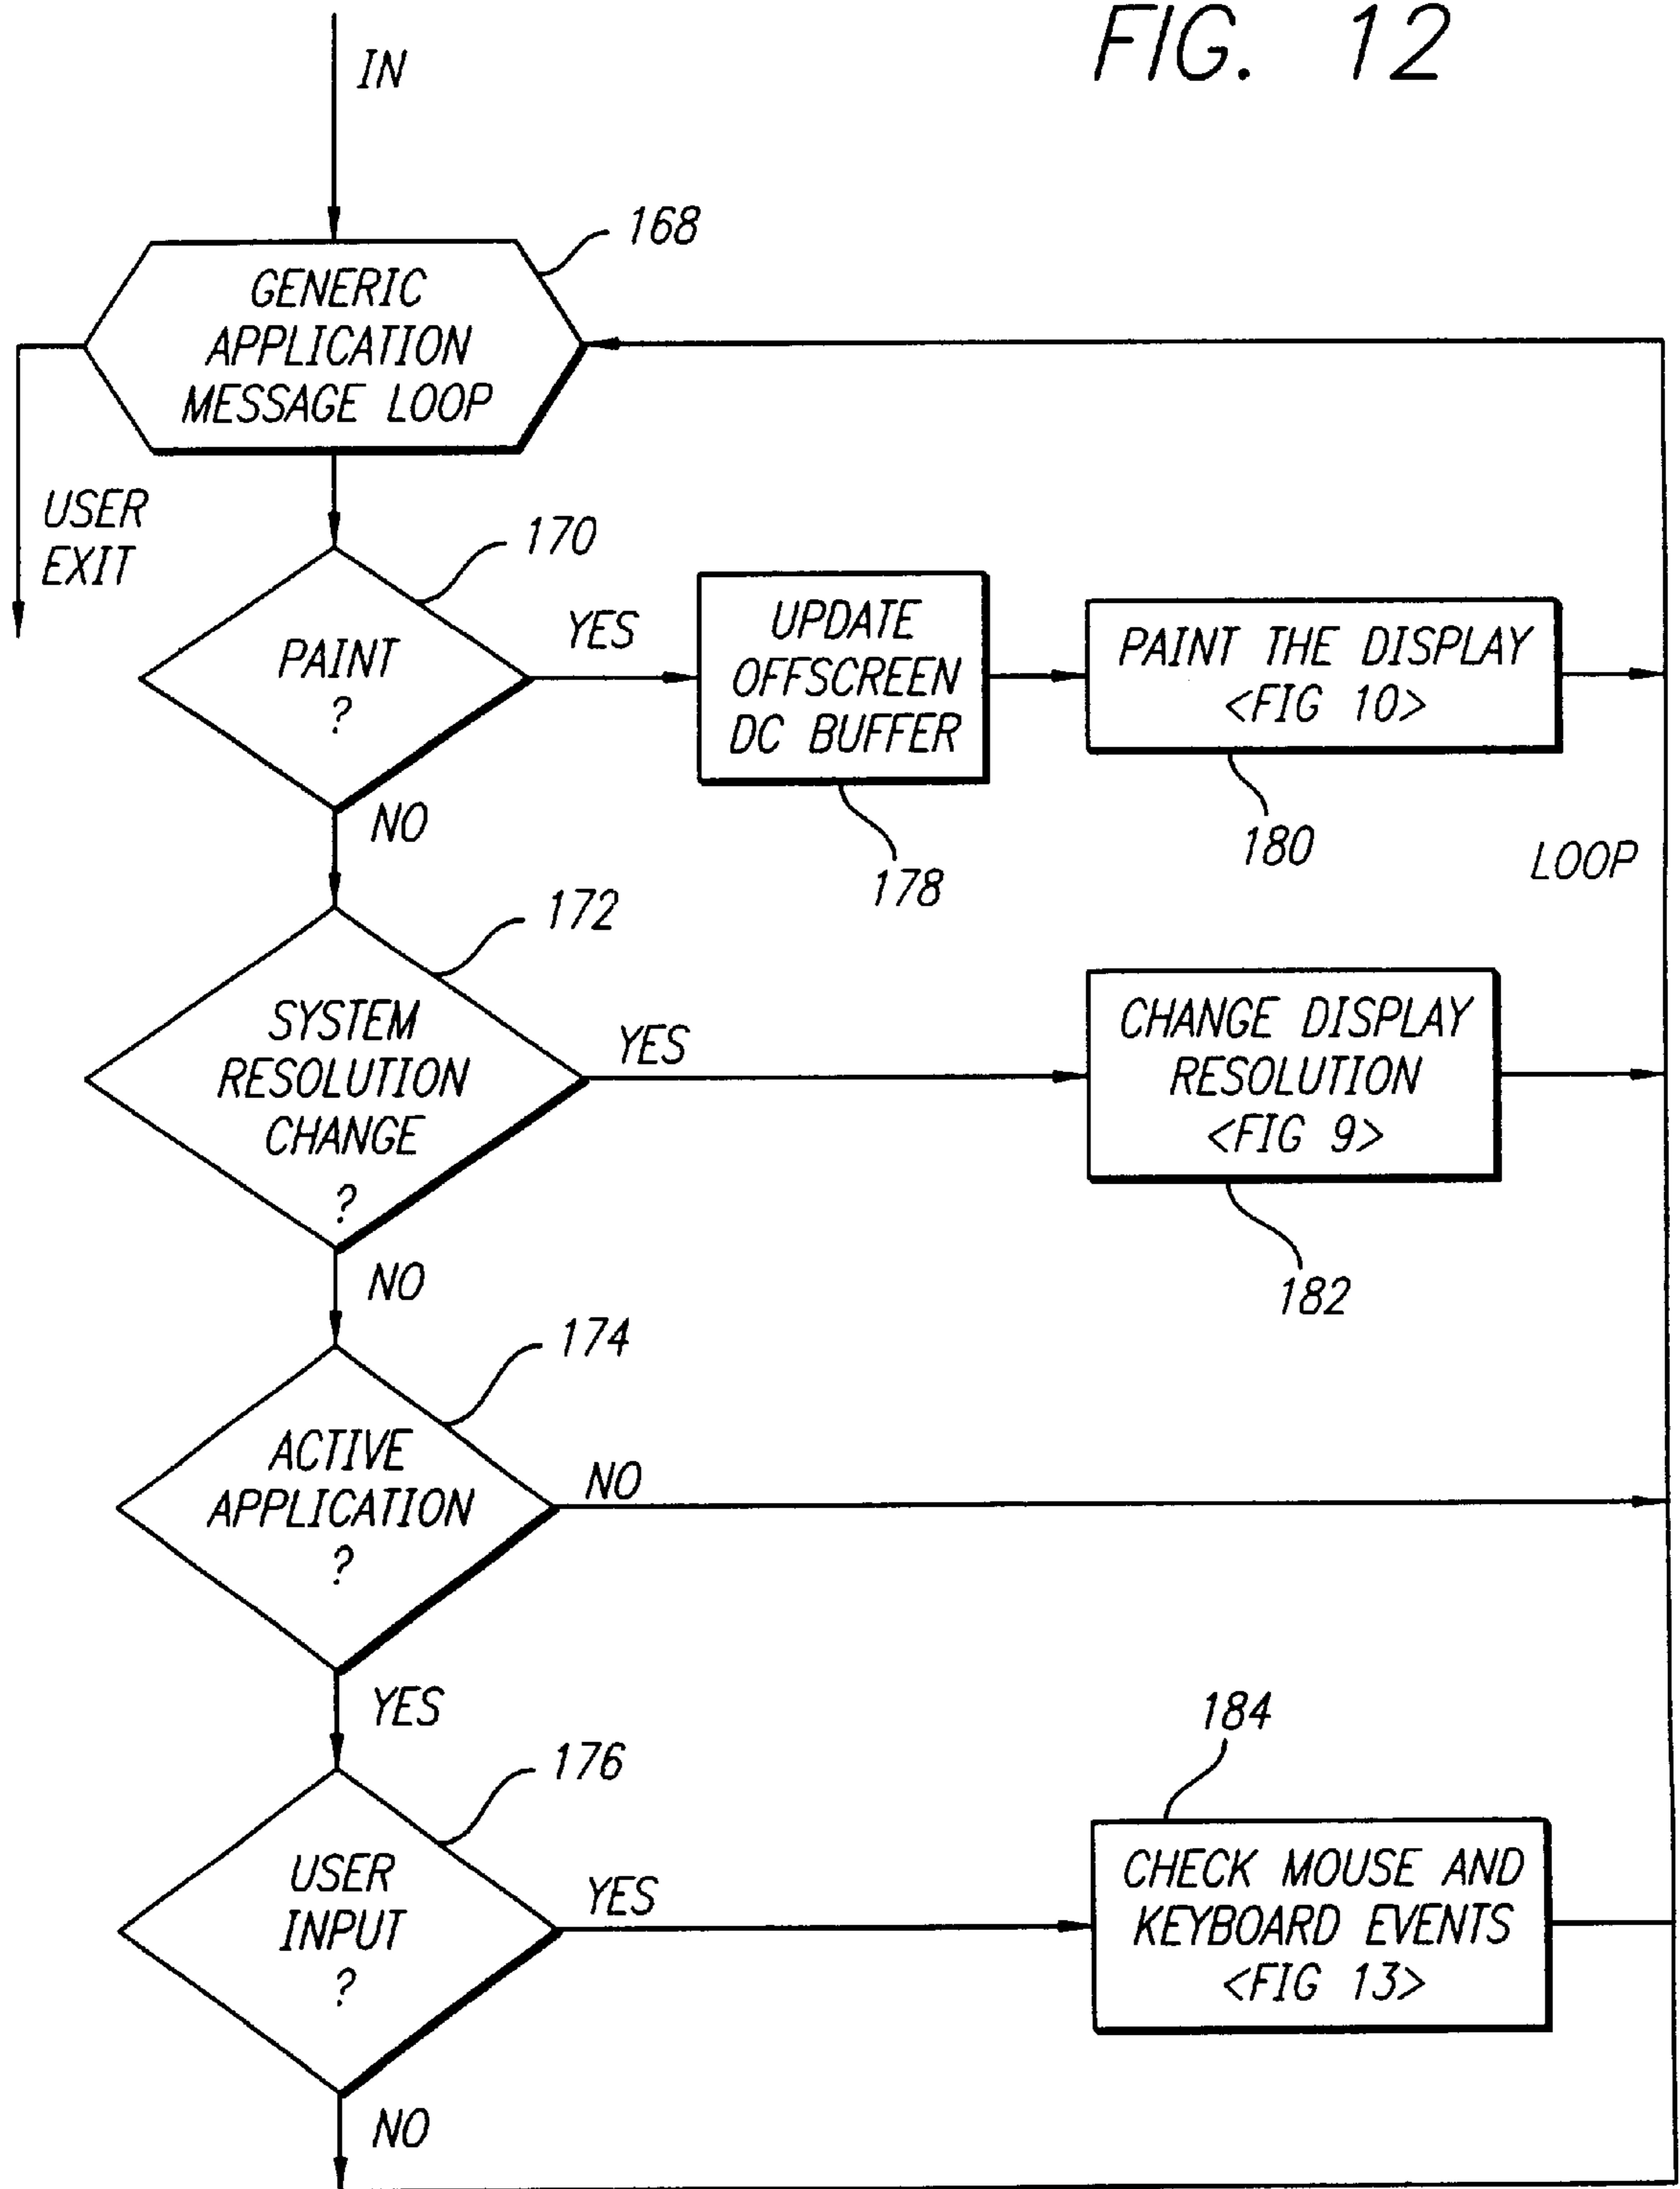 FIG. 12
IN
168
GENERIC
APPLICATION
MESSAGE LOOP
USER
EXIT
170
PAINT
?
YES
UPDATE
OFFSCREEN
DC BUFFER
178
PAINT THE DISPLAY
<FIG 10>
180
LOOP
NO
172
SYSTEM
RESOLUTION
CHANGE
?
YES
CHANGE DISPLAY
RESOLUTION
<FIG 9>
182
NO
174
ACTIVE
APPLICATION
?
NO
YES
176
USER
INPUT
?
YES
184
CHECK MOUSE AND
KEYBOARD EVENTS
<FIG 13>
NO